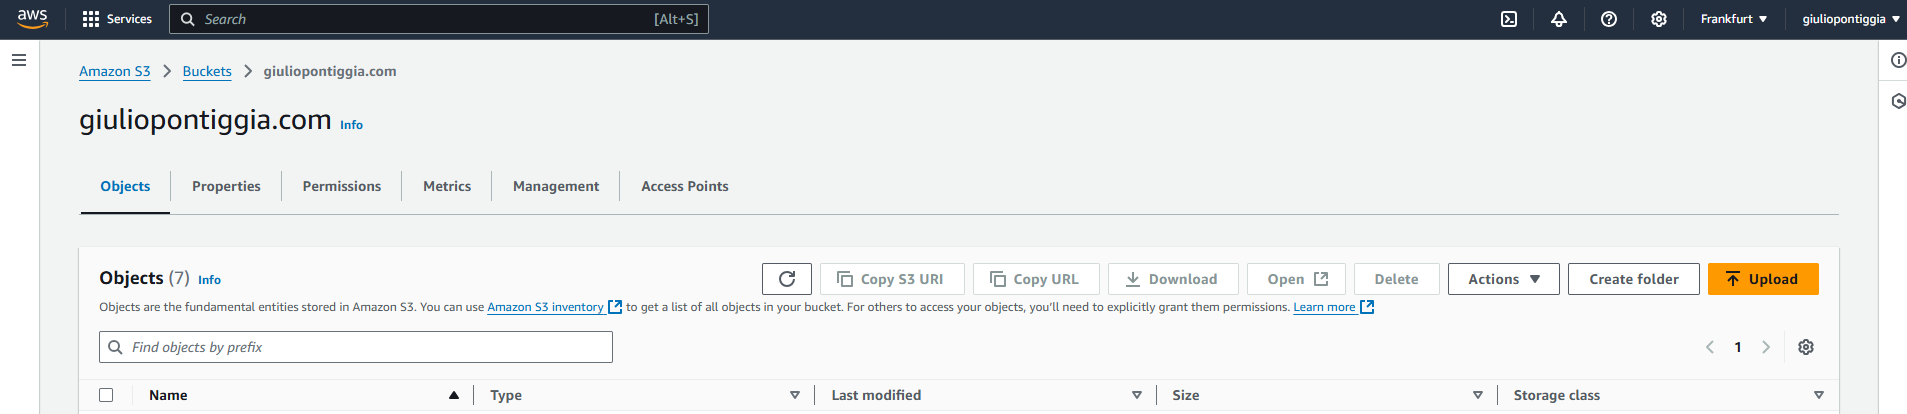 aws Services Search [Alt+S] Frankfurt giuliopontiggia
Amazon S3 Buckets giuliopontiggia.com
giuliopontiggia.com Info
Objects Properties Permissions Metrics Management Access Points
Objects (7) Info Copy S3 URI Copy URL Download Open Delete Actions Create folder Upload
Objects are the fundamental entities stored in Amazon S3. You can use Amazon S3 inventory to get a list of all objects in your bucket. For others to access your objects, you'll need to explicitly grant them permissions. Learn more
Find objects by prefix 1
Name Type Last modified Size Storage class